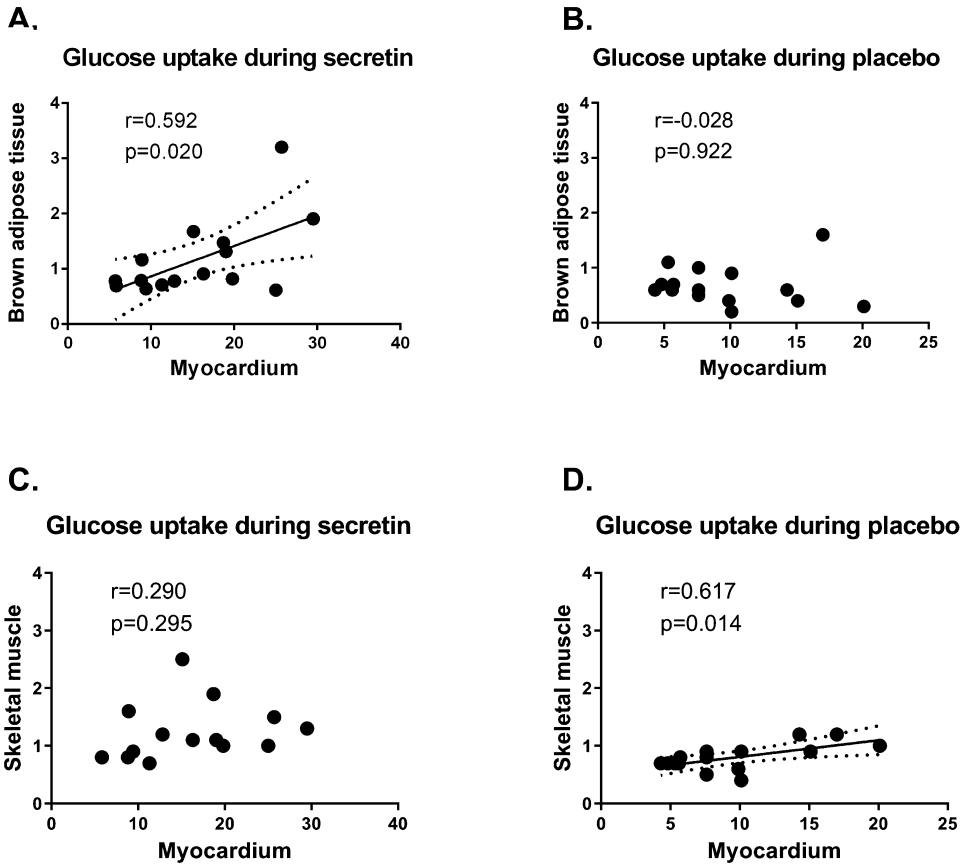 A.
Glucose uptake during secretin
r=0.592
p=0.020
Brown adipose tissue
4
3
2
1
0
0 10 20 30 40
Myocardium
B.
Glucose uptake during placebo
r=-0.028
p=0.922
Brown adipose tissue
4
3
2
1
0
0 5 10 15 20 25
Myocardium
C.
Glucose uptake during secretin
r=0.290
p=0.295
Skeletal muscle
4
3
2
1
0
0 10 20 30 40
Myocardium
D.
Glucose uptake during placebo
r=0.617
p=0.014
Skeletal muscle
4
3
2
1
0
0 5 10 15 20 25
Myocardium